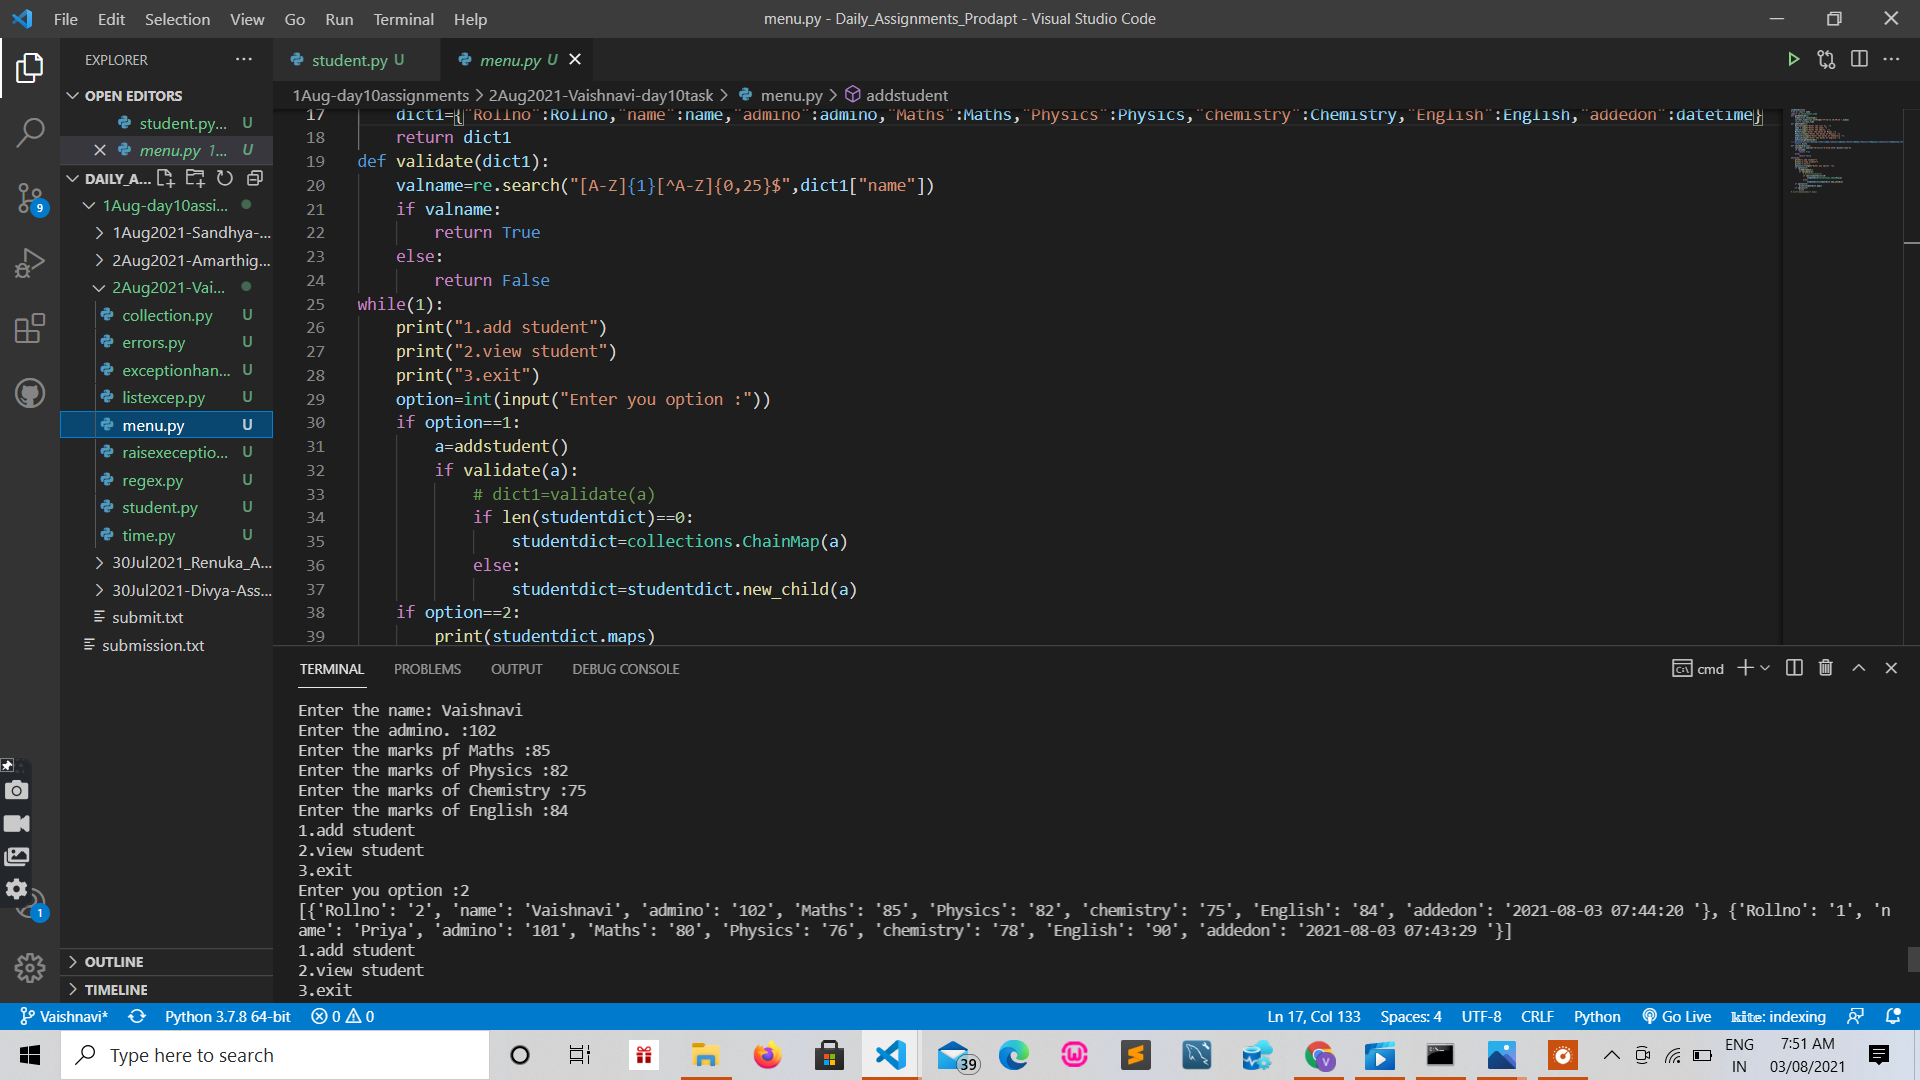 File Edit Selection View Go Run Terminal Help
menu.py - Daily_Assignments_Prodapt - Visual Studio Code
EXPLORER
student.py U
menu.py U
OPEN EDITORS
student.py... U
menu.py 1... U
DAILY_A...
1Aug-day10assi...
1Aug2021-Sandhya-...
2Aug2021-Amarthig...
2Aug2021-Vai...
collection.py U
errors.py U
exceptionhan... U
listexcep.py U
menu.py U
raisexeceptio... U
regex.py U
student.py U
time.py U
30Jul2021_Renuka_A...
30Jul2021-Divya-Ass...
submit.txt
submission.txt
OUTLINE
TIMELINE
9
1
1Aug-day10assignments > 2Aug2021-Vaishnavi-day10task > menu.py > addstudent
17 dict1={"Rollno":Rollno,"name":name,"admino":admino,"Maths":Maths,"Physics":Physics,"chemistry":Chemistry,"English":English,"addedon":datetime}
18 return dict1
19 def validate(dict1):
20 valname=re.search("[A-Z]{1}[^A-Z]{0,25}$",dict1["name"])
21 if valname:
22 return True
23 else:
24 return False
25 while(1):
26 print("1.add student")
27 print("2.view student")
28 print("3.exit")
29 option=int(input("Enter you option :"))
30 if option==1:
31 a=addstudent()
32 if validate(a):
33 # dict1=validate(a)
34 if len(studentdict)==0:
35 studentdict=collections.ChainMap(a)
36 else:
37 studentdict=studentdict.new_child(a)
38 if option==2:
39 print(studentdict.maps)
TERMINAL PROBLEMS OUTPUT DEBUG CONSOLE
cmd
Enter the name: Vaishnavi
Enter the admino. :102
Enter the marks pf Maths :85
Enter the marks of Physics :82
Enter the marks of Chemistry :75
Enter the marks of English :84
1.add student
2.view student
3.exit
Enter you option :2
[{'Rollno': '2', 'name': 'Vaishnavi', 'admino': '102', 'Maths': '85', 'Physics': '82', 'chemistry': '75', 'English': '84', 'addedon': '2021-08-03 07:44:20 '}, {'Rollno': '1', 'n
ame': 'Priya', 'admino': '101', 'Maths': '80', 'Physics': '76', 'chemistry': '78', 'English': '90', 'addedon': '2021-08-03 07:43:29 '}]
1.add student
2.view student
3.exit
Vaishnavi* Python 3.7.8 64-bit 0 0
Ln 17, Col 133 Spaces: 4 UTF-8 CRLF Python Go Live kite: indexing
Type here to search
39
V
ENG
IN
7:51 AM
03/08/2021